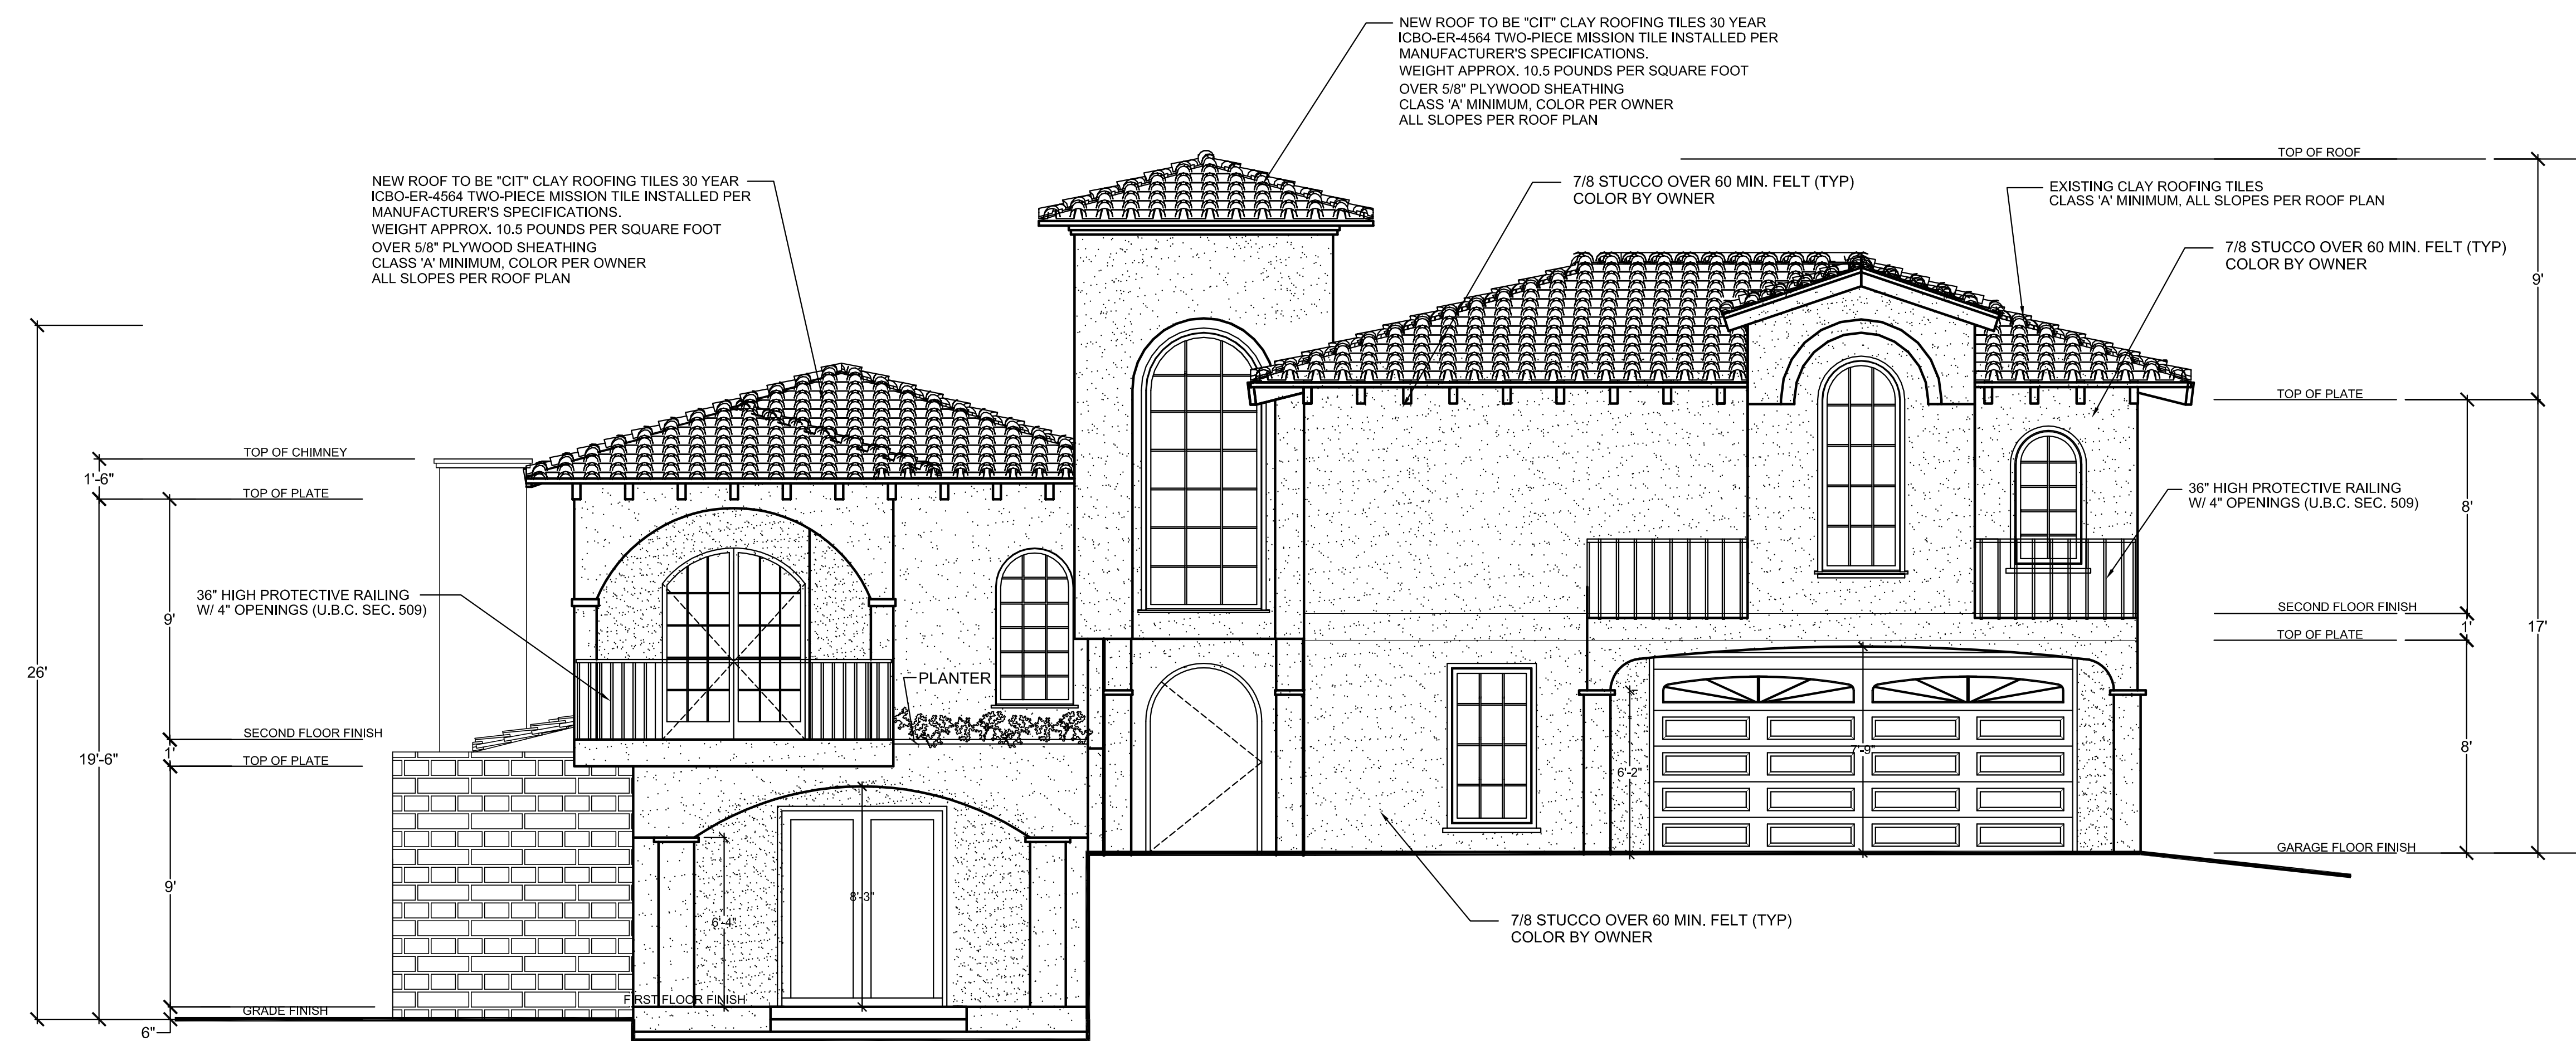 NEW ROOF TO BE "CIT" CLAY ROOFING TILES 30 YEAR
ICBO-ER-4564 TWO-PIECE MISSION TILE INSTALLED PER
MANUFACTURER'S SPECIFICATIONS.
WEIGHT APPROX. 10.5 POUNDS PER SQUARE FOOT
OVER 5/8" PLYWOOD SHEATHING
CLASS 'A' MINIMUM, COLOR PER OWNER
ALL SLOPES PER ROOF PLAN
NEW ROOF TO BE "CIT" CLAY ROOFING TILES 30 YEAR
ICBO-ER-4564 TWO-PIECE MISSION TILE INSTALLED PER
MANUFACTURER'S SPECIFICATIONS.
WEIGHT APPROX. 10.5 POUNDS PER SQUARE FOOT
OVER 5/8" PLYWOOD SHEATHING
CLASS 'A' MINIMUM, COLOR PER OWNER
ALL SLOPES PER ROOF PLAN
7/8 STUCCO OVER 60 MIN. FELT (TYP)
COLOR BY OWNER
TOP OF ROOF
EXISTING CLAY ROOFING TILES
CLASS 'A' MINIMUM, ALL SLOPES PER ROOF PLAN
7/8 STUCCO OVER 60 MIN. FELT (TYP)
COLOR BY OWNER
9'
TOP OF PLATE
TOP OF CHIMNEY
1'-6"
TOP OF PLATE
36" HIGH PROTECTIVE RAILING
W/ 4" OPENINGS (U.B.C. SEC. 509)
8'
36" HIGH PROTECTIVE RAILING
W/ 4" OPENINGS (U.B.C. SEC. 509)
9'
SECOND FLOOR FINISH
1'
17'
TOP OF PLATE
26'
PLANTER
SECOND FLOOR FINISH
1'
19'-6"
TOP OF PLATE
7'-9"
6'-2"
8'
GARAGE FLOOR FINISH
9'
8'-3"
6'-4"
7/8 STUCCO OVER 60 MIN. FELT (TYP)
COLOR BY OWNER
FIRST FLOOR FINISH
GRADE FINISH
6"